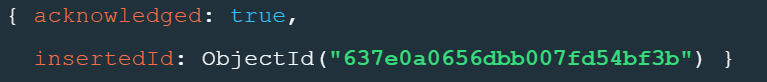 { acknowledged: true,
insertedId: ObjectId("637e0a0656dbb007fd54bf3b") }